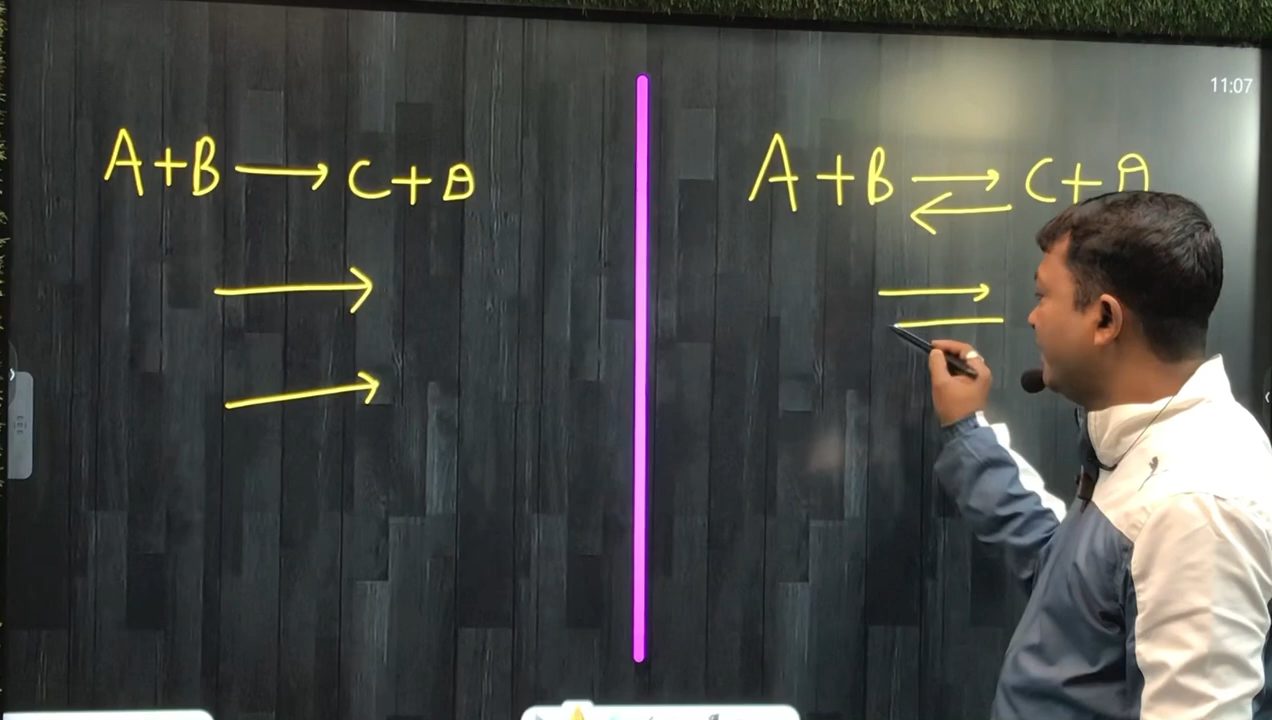 11:07
A+B → C+D
A+B ⇌ C+D